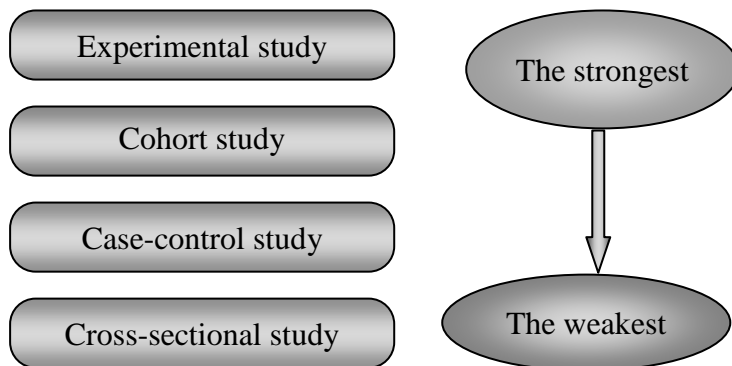 Experimental study
The strongest
Cohort study
Case-control study
Cross-sectional study
The weakest